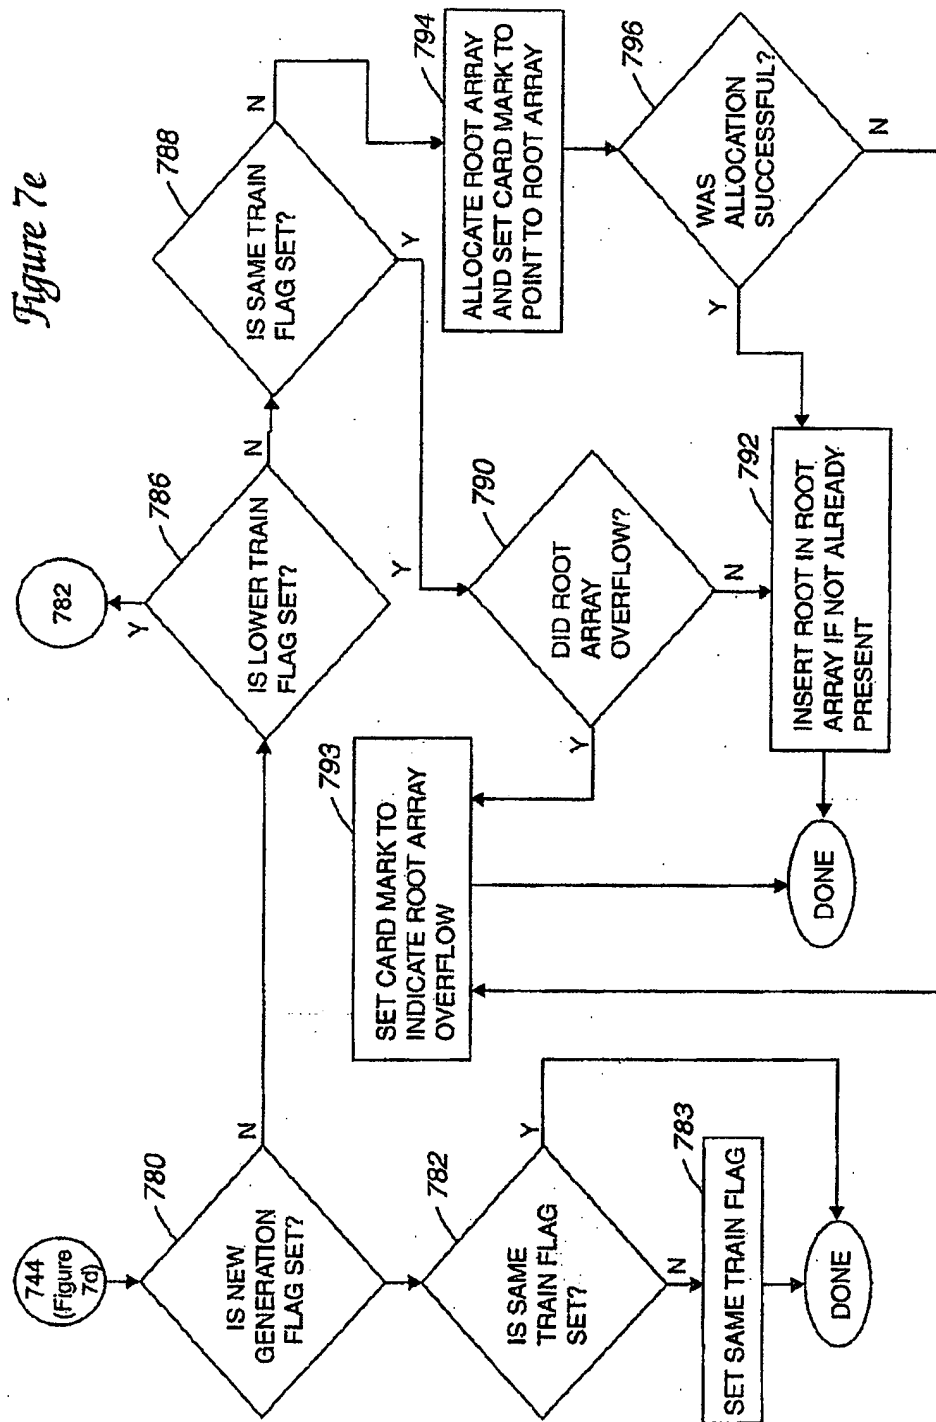 Figure 7e
744
(Figure
7d)
780
IS NEW
GENERATION
FLAG SET?
N
782
IS SAME
TRAIN FLAG
SET?
Y
N
783
SET SAME TRAIN FLAG
DONE
782
Y
786
IS LOWER TRAIN
FLAG SET?
N
788
IS SAME TRAIN
FLAG SET?
N
Y
Y
790
DID ROOT
ARRAY
OVERFLOW?
Y
N
793
SET CARD MARK TO
INDICATE ROOT ARRAY
OVERFLOW
794
ALLOCATE ROOT ARRAY
AND SET CARD MARK TO
POINT TO ROOT ARRAY
796
WAS
ALLOCATION
SUCCESSFUL?
Y
N
792
INSERT ROOT IN ROOT
ARRAY IF NOT ALREADY
PRESENT
DONE